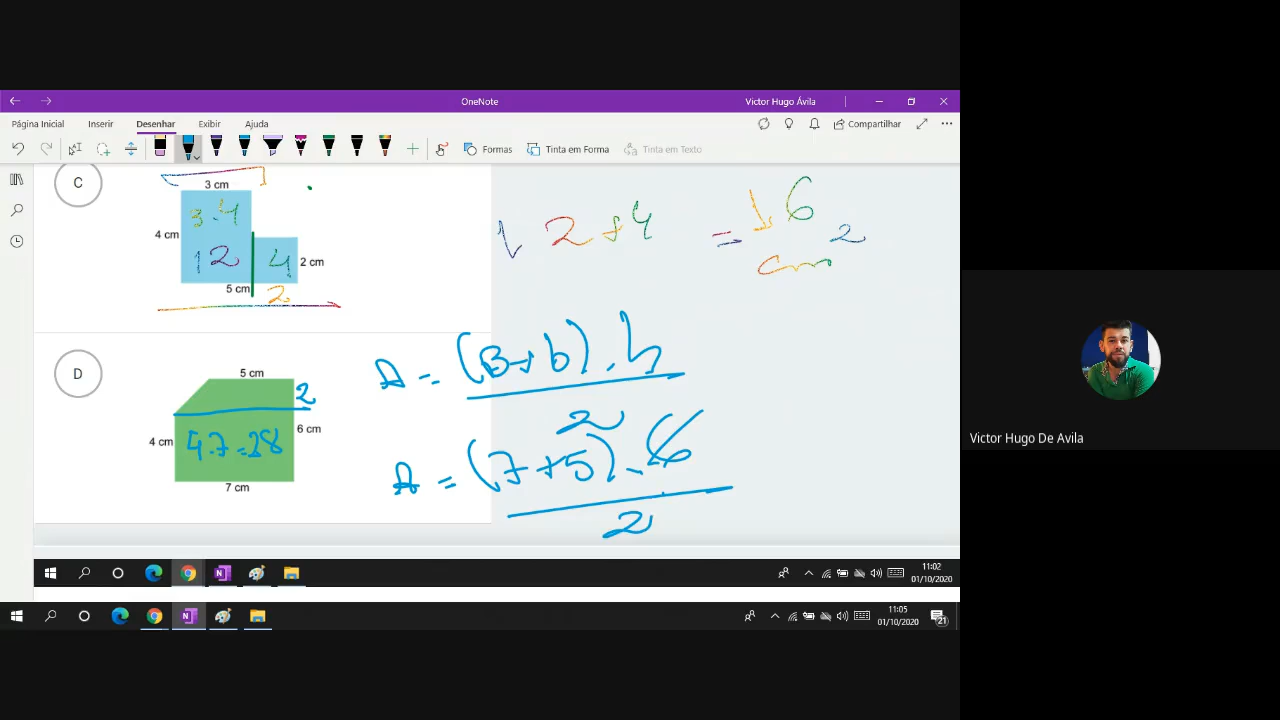 OneNote
Victor Hugo Ávila
Página Inicial Inserir Desenhar Exibir Ajuda
Compartilhar
Formas Tinta em Forma Tinta em Texto
C
3 cm
3.4
4 cm
12 4
2 cm
5 cm
2
12+4 = 16 cm2
D
5 cm
2
6 cm
4 cm
4.7=28
7 cm
A = (B+b).h
2
A = (7+5).6
2
11:02
01/10/2020
11:05
01/10/2020
21
Victor Hugo De Avila